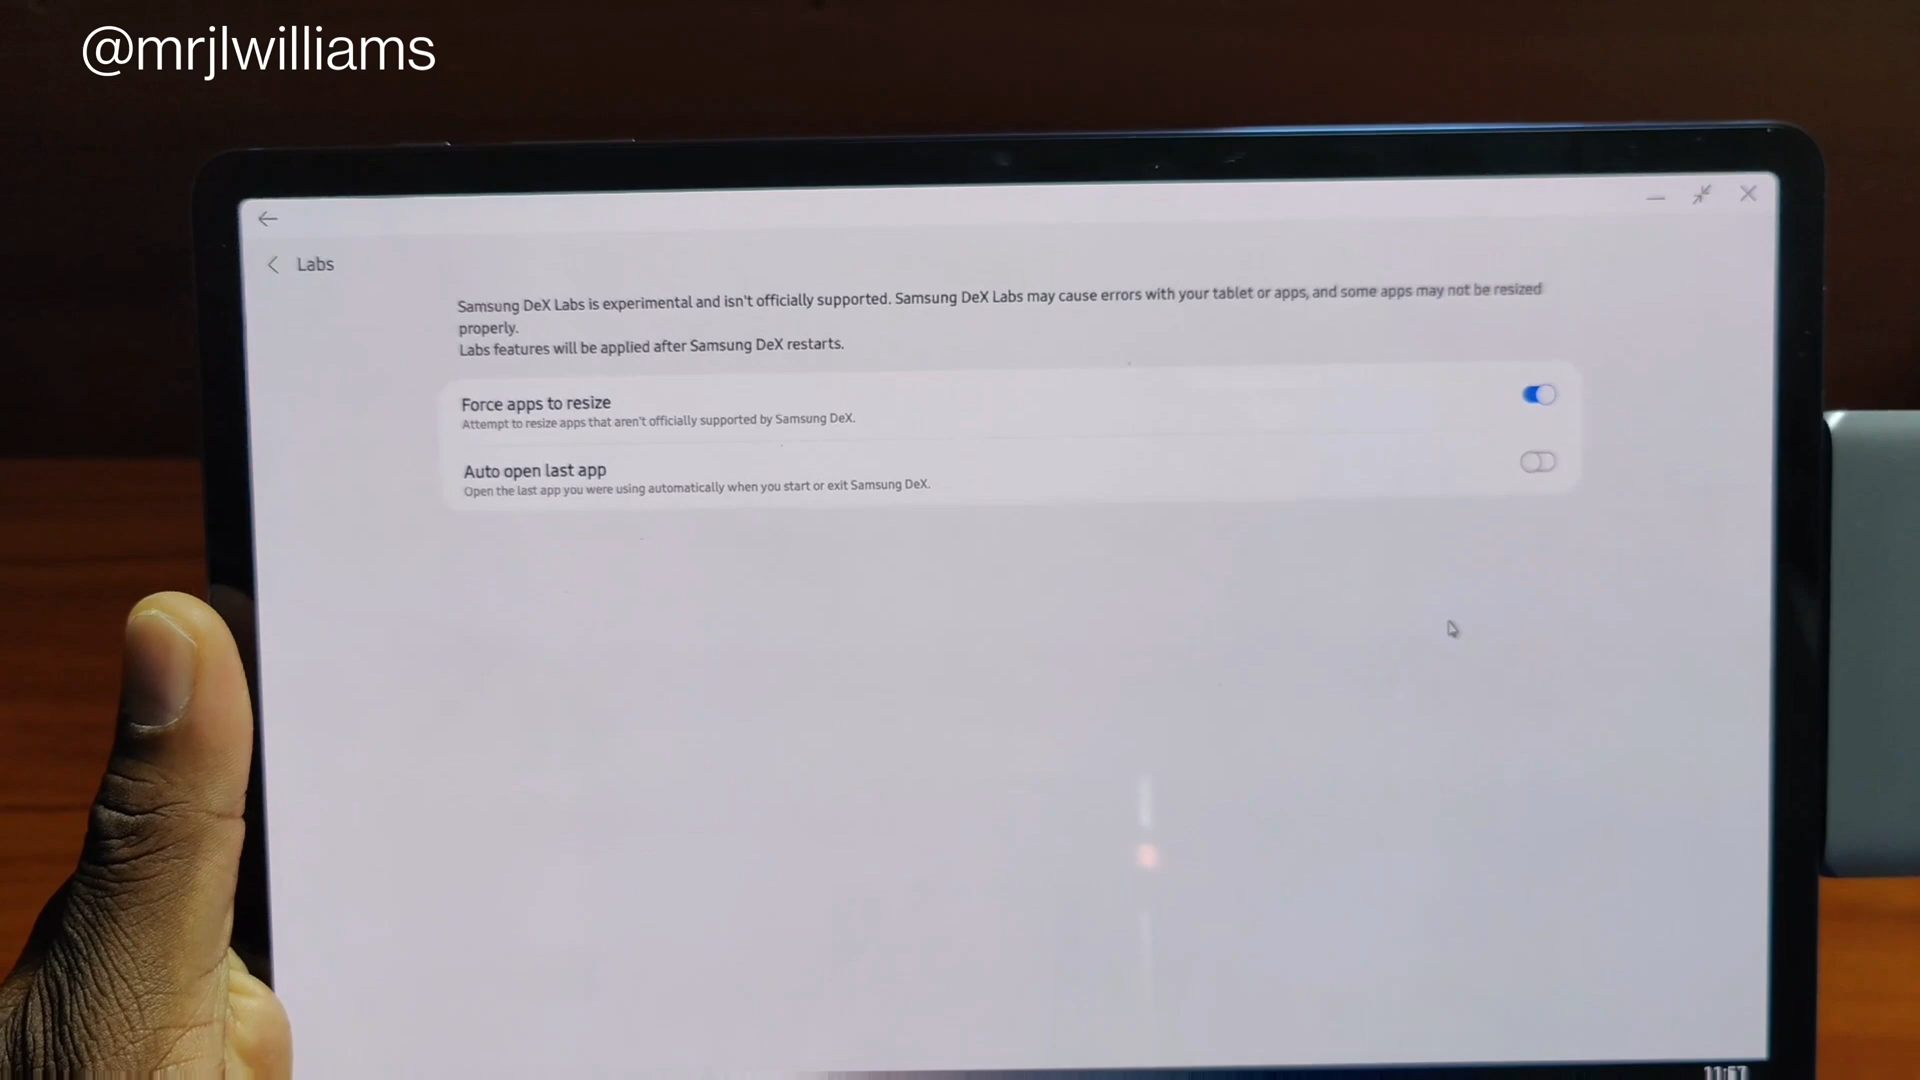 @mrjlwilliams
Labs
Samsung DeX Labs is experimental and isn't officially supported. Samsung DeX Labs may cause errors with your tablet or apps, and some apps may not be resized
properly.
Labs features will be applied after Samsung DeX restarts.
Force apps to resize
Attempt to resize apps that aren't officially supported by Samsung DeX.
Auto open last app
Open the last app you were using automatically when you start or exit Samsung DeX.